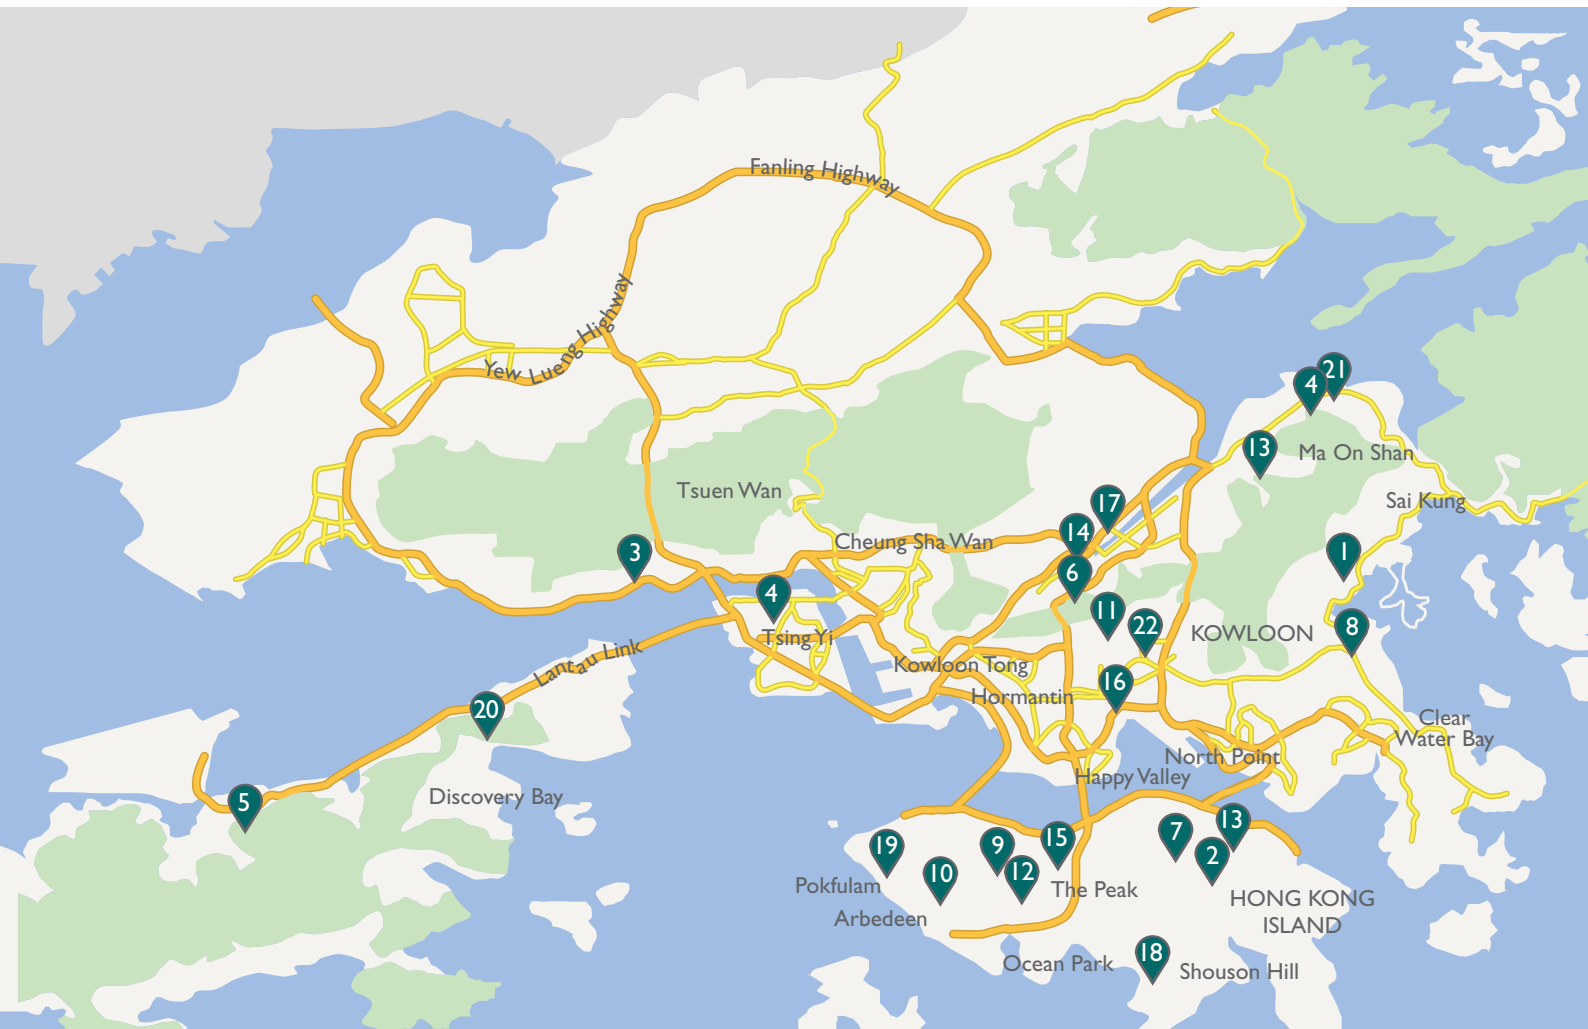 Fanling Highway
Yew Lueng Highway
21
4
13
Ma On Shan
Tsuen Wan
Sai Kung
17
14
Cheung Sha Wan
3
1
6
4
11
22
8
KOWLOON
Tsing Yi
Lantau Link
Kowloon Tong
16
Hormantin
20
Clear
Water Bay
North Point
Happy Valley
Discovery Bay
5
13
7
15
9
19
2
12
10
Pokfulam
The Peak
HONG KONG
ISLAND
Arbedeen
18
Ocean Park
Shouson Hill